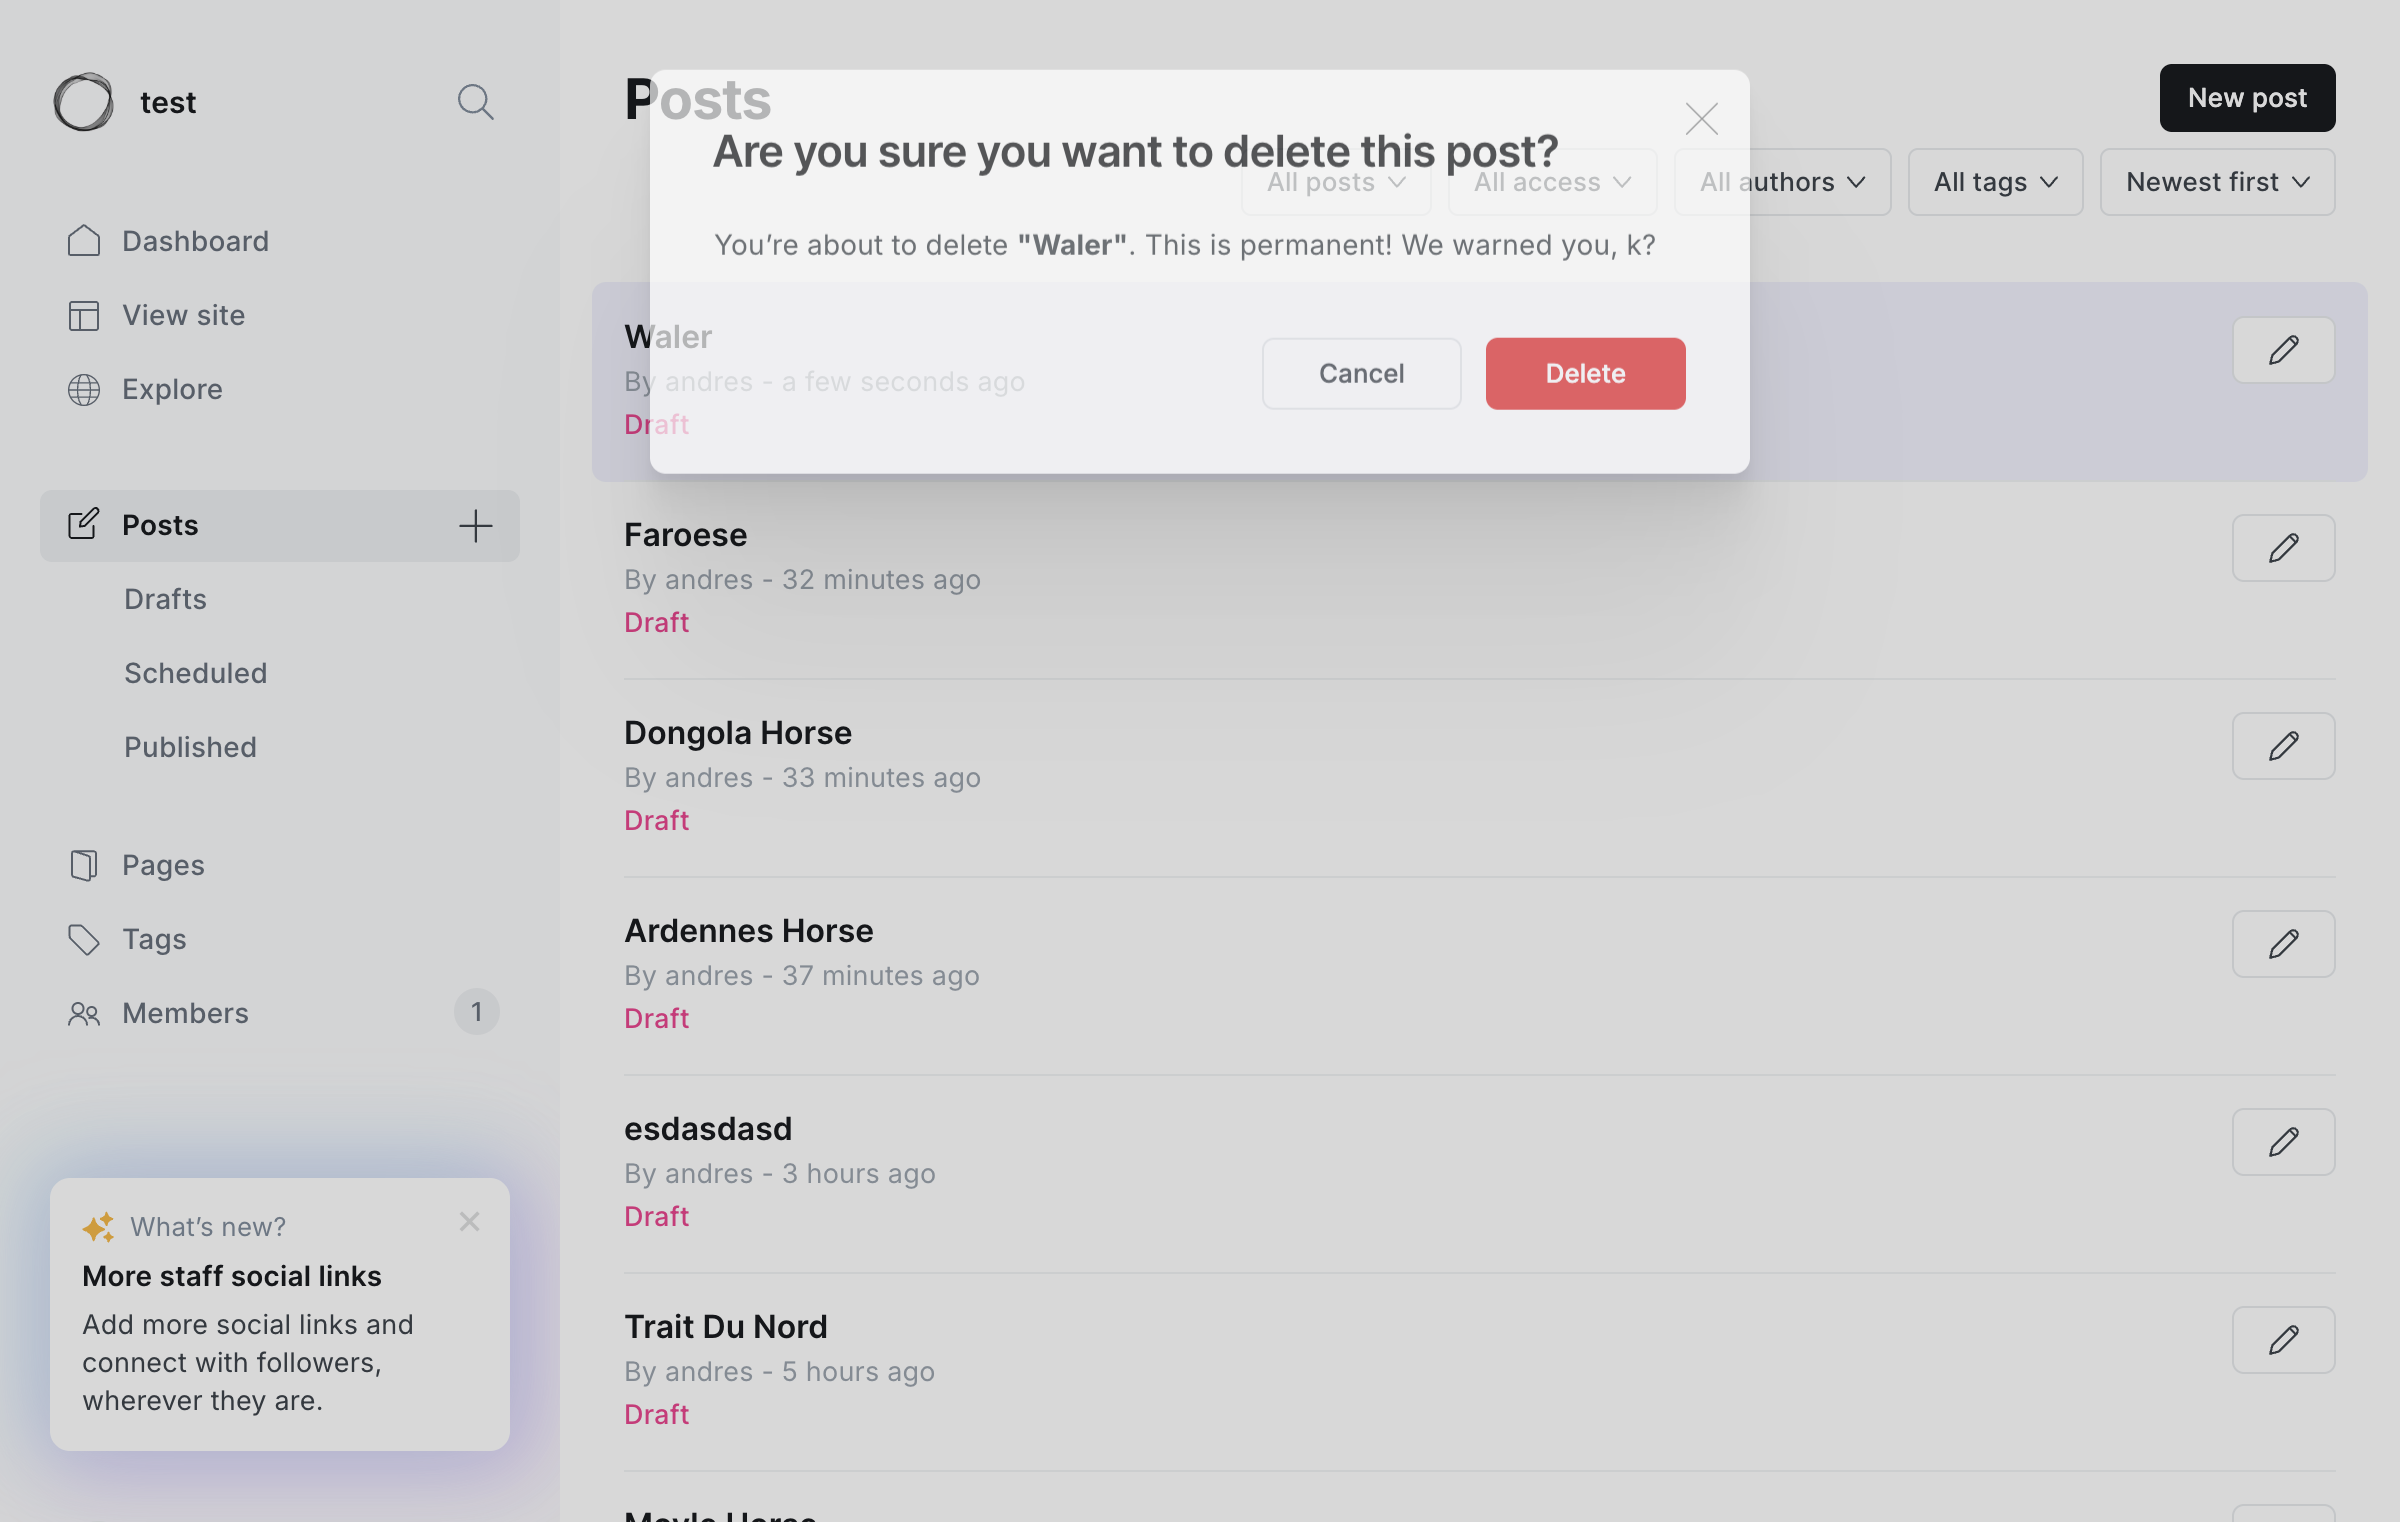 test
Dashboard
View site
Explore
Posts
Drafts
Scheduled
Published
Pages
Tags
Members
1
What’s new?
More staff social links
Add more social links and
connect with followers,
wherever they are.
Posts
New post
Are you sure you want to delete this post?
All posts
All access
All authors
All tags
Newest first
You’re about to delete "Waler". This is permanent! We warned you, k?
Cancel
Delete
Waler
By andres - a few seconds ago
Draft
Faroese
By andres - 32 minutes ago
Draft
Dongola Horse
By andres - 33 minutes ago
Draft
Ardennes Horse
By andres - 37 minutes ago
Draft
esdasdasd
By andres - 3 hours ago
Draft
Trait Du Nord
By andres - 5 hours ago
Draft